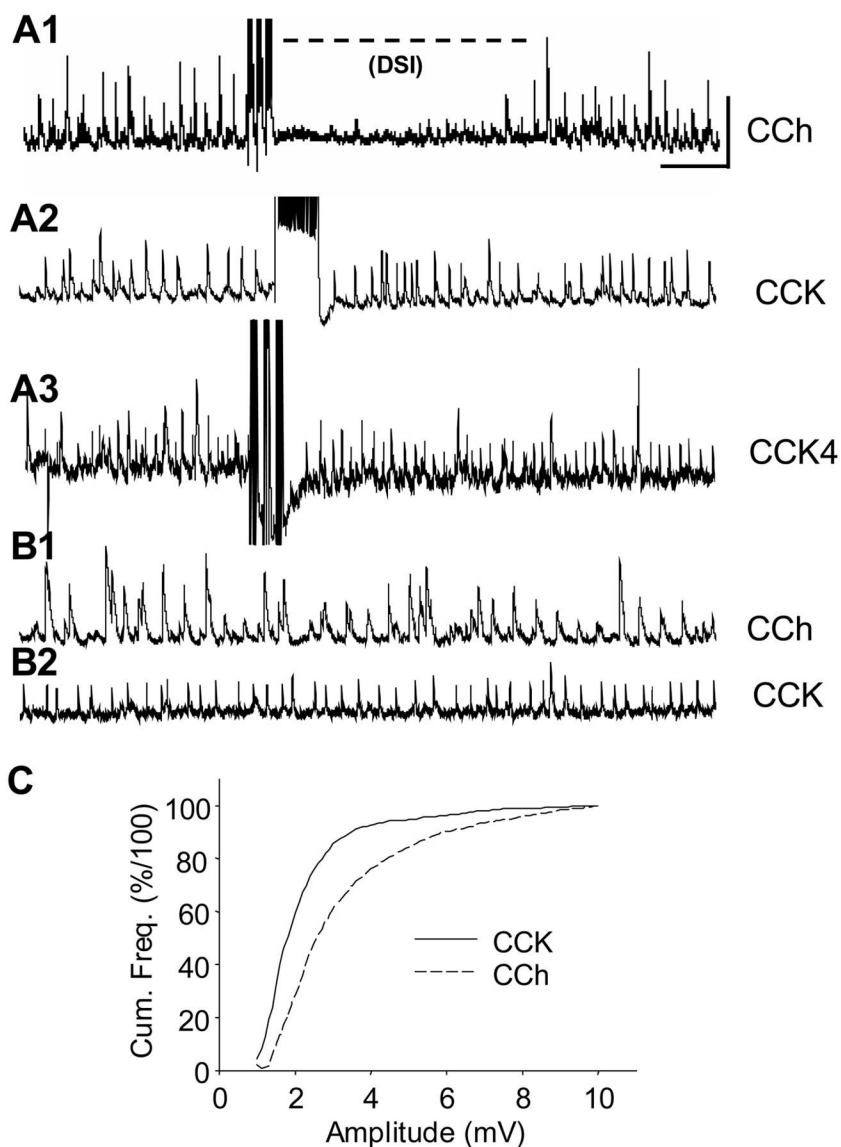 A1
(DSI)
CCh
A2
CCK
A3
CCK4
B1
CCh
B2
CCK
C
Cum. Freq. (%/100)
100
80
60
40
20
0
CCK
CCh
0 2 4 6 8 10
Amplitude (mV)